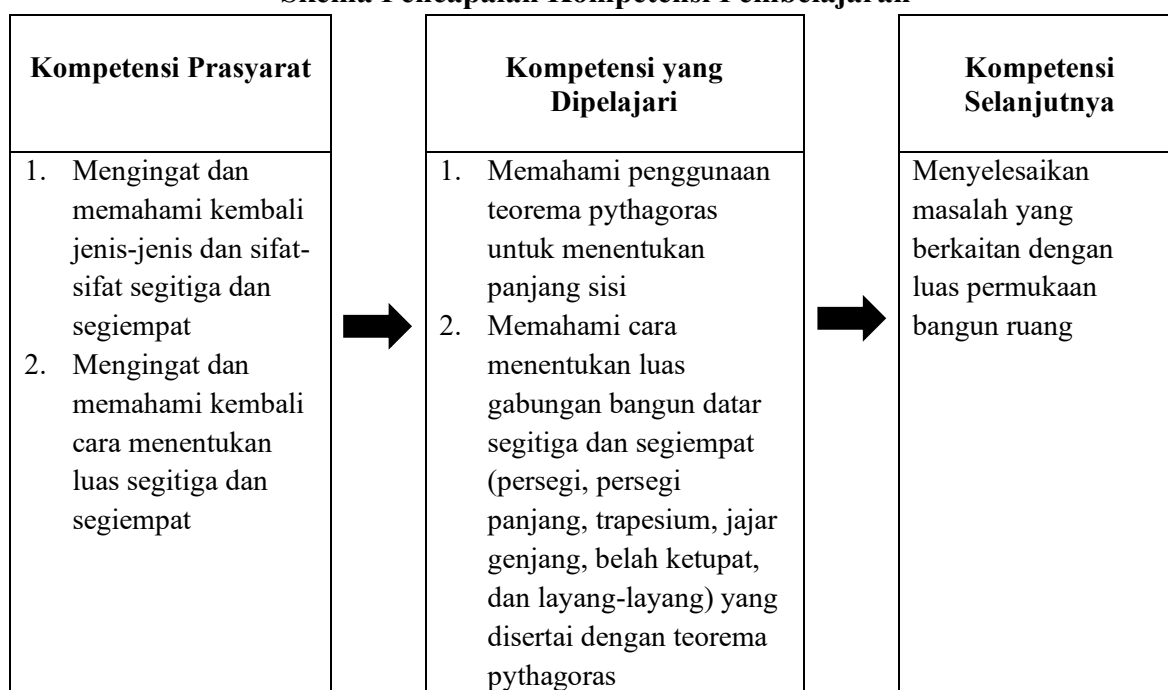 Skema Pencapaian Kompetensi Pembelajaran
Kompetensi Prasyarat
1. Mengingat dan
memahami kembali
jenis-jenis dan sifat-
sifat segitiga dan
segiempat
2. Mengingat dan
memahami kembali
cara menentukan
luas segitiga dan
segiempat
Kompetensi yang
Dipelajari
1. Memahami penggunaan
teorema pythagoras
untuk menentukan
panjang sisi
2. Memahami cara
menentukan luas
gabungan bangun datar
segitiga dan segiempat
(persegi, persegi
panjang, trapesium, jajar
genjang, belah ketupat,
dan layang-layang) yang
disertai dengan teorema
pythagoras
Kompetensi
Selanjutnya
Menyelesaikan
masalah yang
berkaitan dengan
luas permukaan
bangun ruang